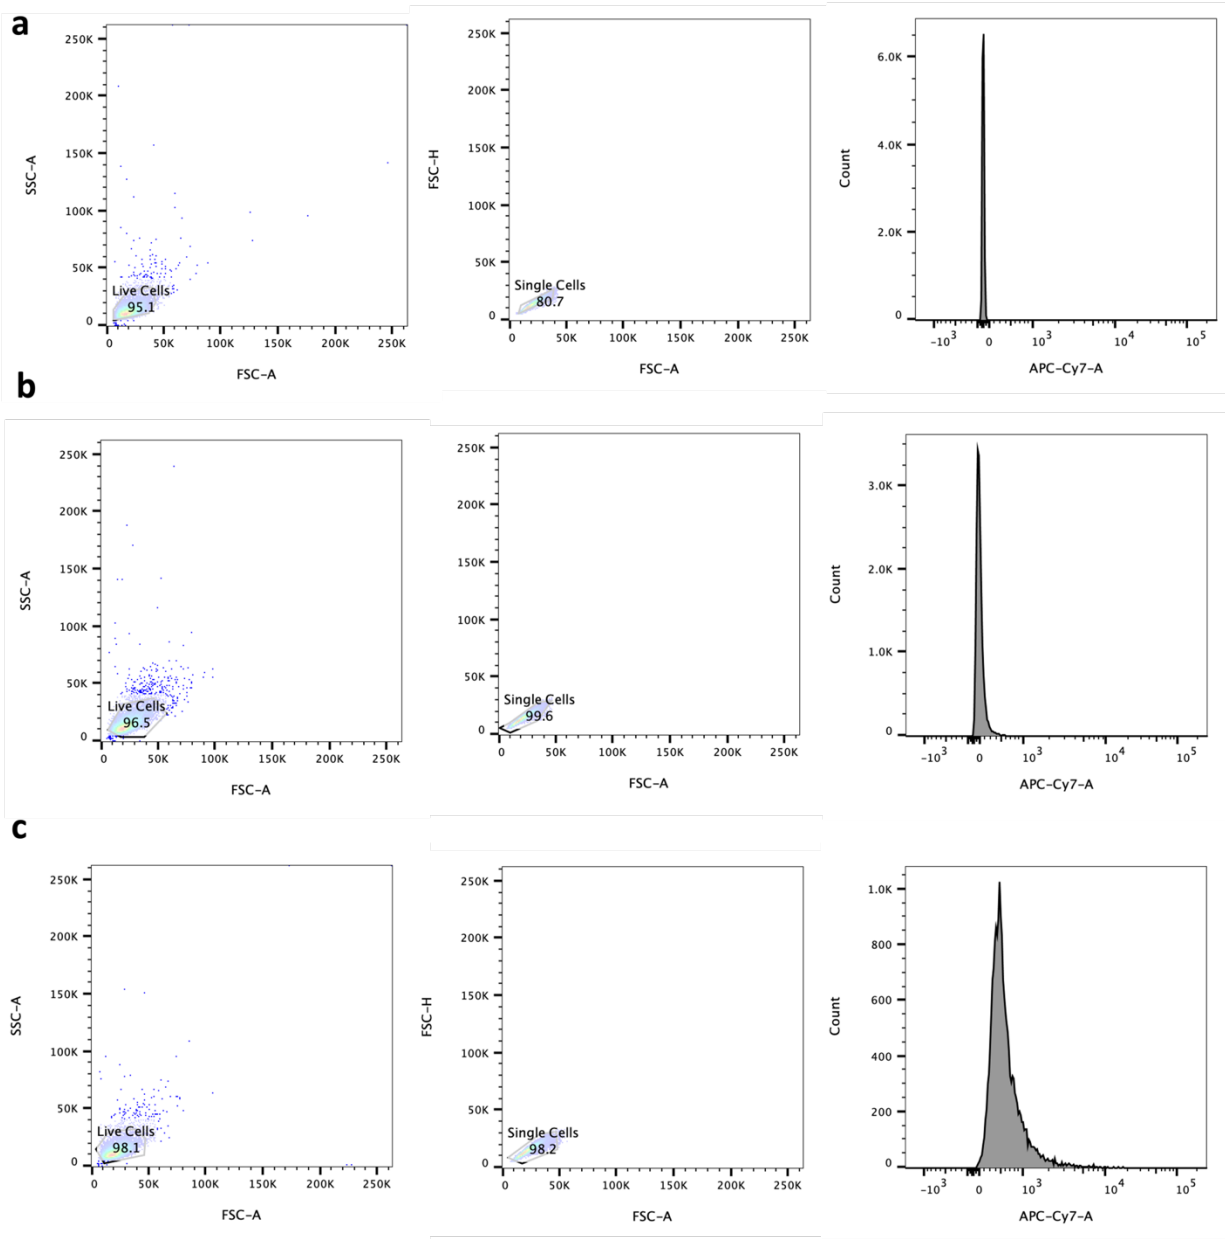 a
250K
200K
150K
100K
50K
0
SSC-A
Live Cells
95.1
0 50K 100K 150K 200K 250K
FSC-A
250K
200K
150K
100K
50K
0
FSC-H
Single Cells
80.7
0 50K 100K 150K 200K 250K
FSC-A
6.0K
4.0K
2.0K
0
Count
-10³ 0 10³ 10⁴ 10⁵
APC-Cy7-A
b
250K
200K
150K
100K
50K
0
SSC-A
Live Cells
96.5
0 50K 100K 150K 200K 250K
FSC-A
250K
200K
150K
100K
50K
0
Single Cells
99.6
0 50K 100K 150K 200K 250K
FSC-A
3.0K
2.0K
1.0K
0
Count
-10³ 0 10³ 10⁴ 10⁵
APC-Cy7-A
c
250K
200K
150K
100K
50K
0
SSC-A
Live Cells
98.1
0 50K 100K 150K 200K 250K
FSC-A
250K
200K
150K
100K
50K
0
FSC-H
Single Cells
98.2
0 50K 100K 150K 200K 250K
FSC-A
1.0K
800
600
400
200
0
Count
-10³ 0 10³ 10⁴ 10⁵
APC-Cy7-A